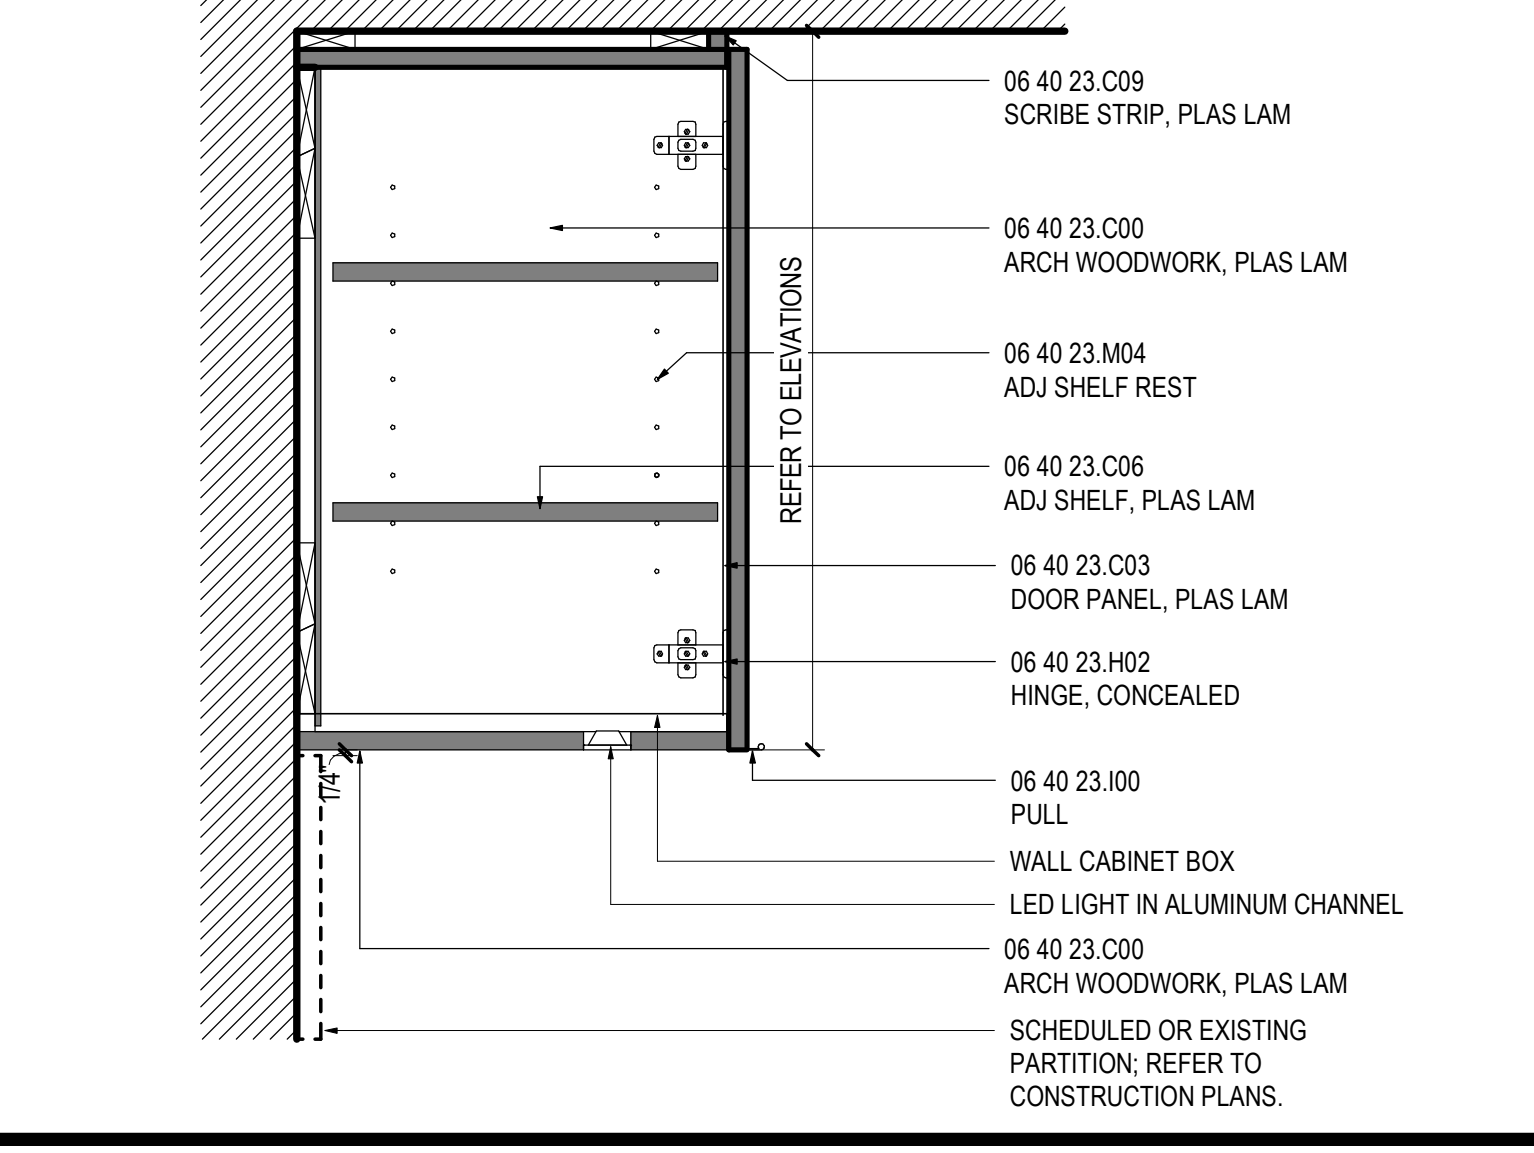 06 40 23.C09
SCRIBE STRIP, PLAS LAM
06 40 23.C00
ARCH WOODWORK, PLAS LAM
REFER TO ELEVATIONS
06 40 23.M04
ADJ SHELF REST
06 40 23.C06
ADJ SHELF, PLAS LAM
06 40 23.C03
DOOR PANEL, PLAS LAM
06 40 23.H02
HINGE, CONCEALED
1/4"
06 40 23.I00
PULL
WALL CABINET BOX
LED LIGHT IN ALUMINUM CHANNEL
06 40 23.C00
ARCH WOODWORK, PLAS LAM
SCHEDULED OR EXISTING
PARTITION; REFER TO
CONSTRUCTION PLANS.